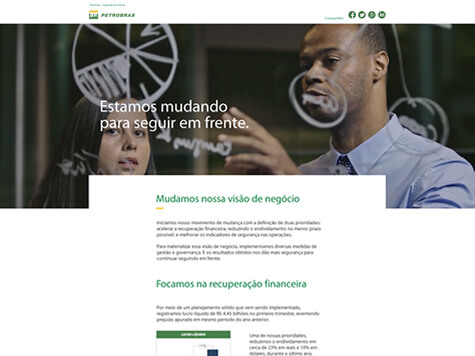 PETROBRAS
Compartilhe
Estamos mudando
para seguir em frente.
Mudamos nossa visão de negócio
Iniciamos nosso movimento de mudança com a definição de duas prioridades:
acelerar a recuperação financeira, reduzindo o endividamento no menor prazo
possível e melhorar os indicadores de segurança nas operações.
Para materializar essa visão de negócio, implementamos diversas medidas de
gestão e governança. E os resultados obtidos nos dão mais segurança para
continuar seguindo em frente.
Focamos na recuperação financeira
Por meio de um planejamento sólido que vem sendo implementado,
registramos lucro líquido de R$ 4,45 bilhões no primeiro trimestre, revertendo
prejuízo apurado em mesmo período do ano anterior.
LUCRO LÍQUIDO
Uma de nossas prioridades,
reduzimos o endividamento em
cerca de 23% em reais e 10% em
dólares, durante o último ano.